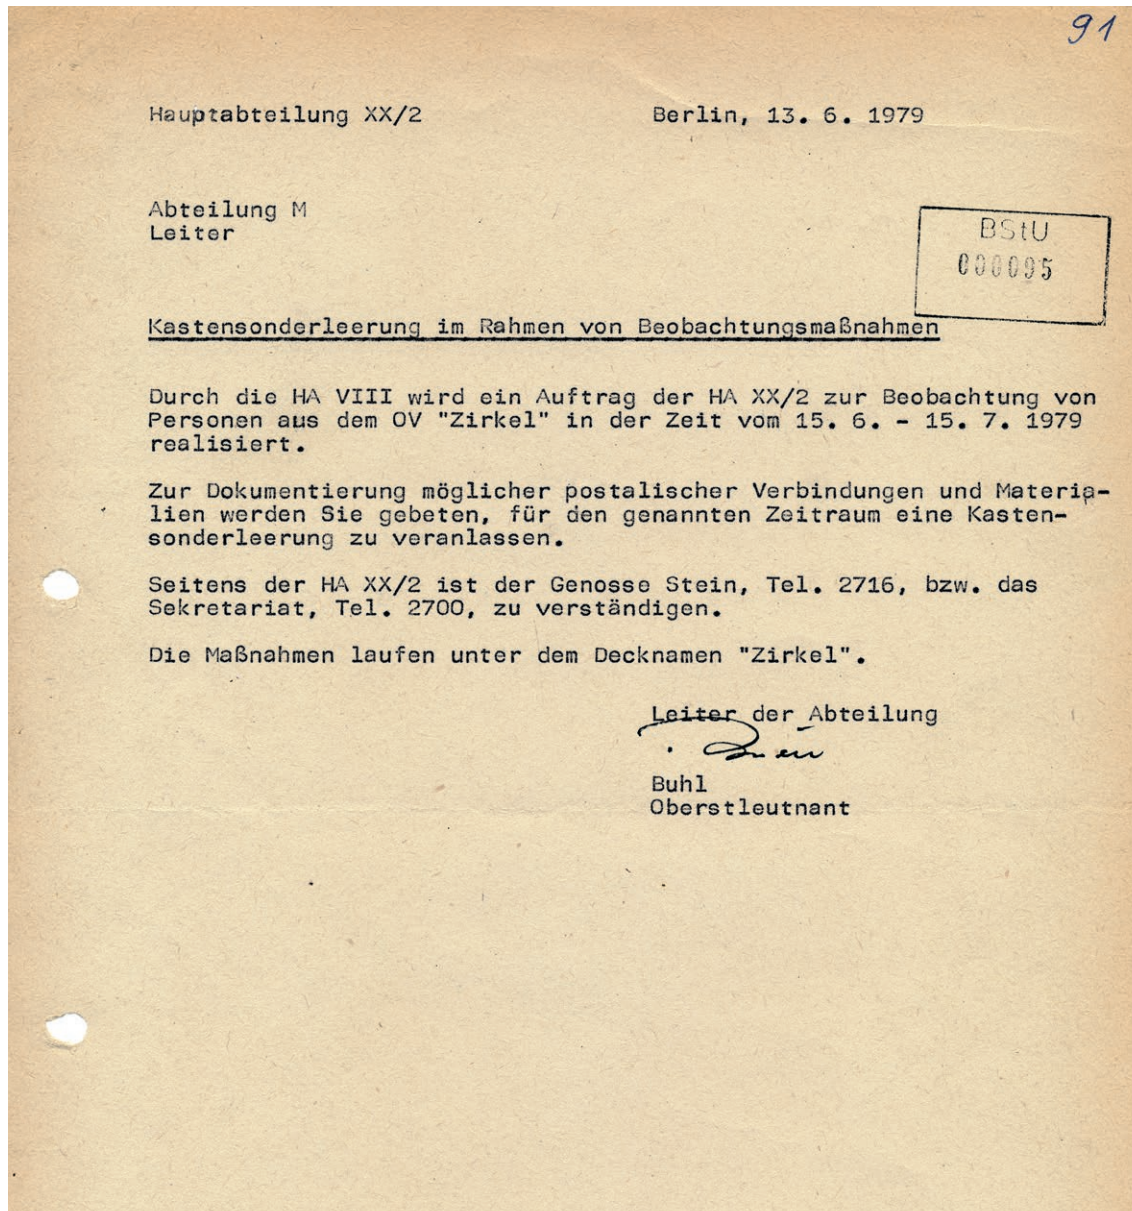 91
Hauptabteilung XX/2 Berlin, 13. 6. 1979
Abteilung M
Leiter
BStU
000095
Kastensonderleerung im Rahmen von Beobachtungsmaßnahmen
Durch die HA VIII wird ein Auftrag der HA XX/2 zur Beobachtung von
Personen aus dem OV "Zirkel" in der Zeit vom 15. 6. - 15. 7. 1979
realisiert.
Zur Dokumentierung möglicher postalischer Verbindungen und Materia-
lien werden Sie gebeten, für den genannten Zeitraum eine Kasten-
sonderleerung zu veranlassen.
Seitens der HA XX/2 ist der Genosse Stein, Tel. 2716, bzw. das
Sekretariat, Tel. 2700, zu verständigen.
Die Maßnahmen laufen unter dem Decknamen "Zirkel".
Leiter der Abteilung
Buhl
Oberstleutnant